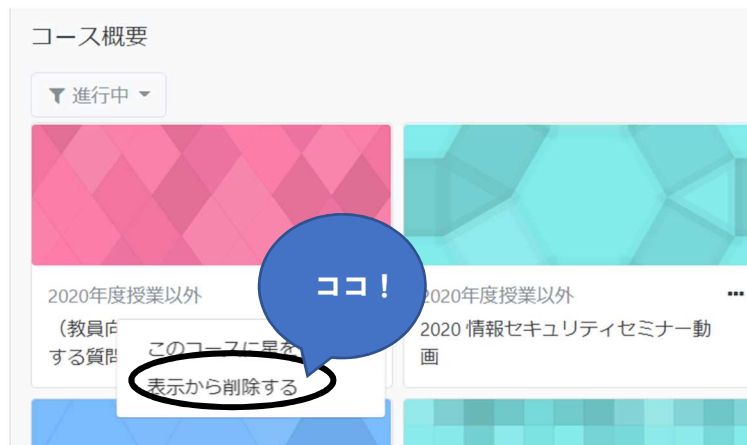 コース概要
進行中
2020年度授業以外
（教員向
する質問
ココ！
このコースに星を
表示から削除する
2020年度授業以外
2020 情報セキュリティセミナー動
画